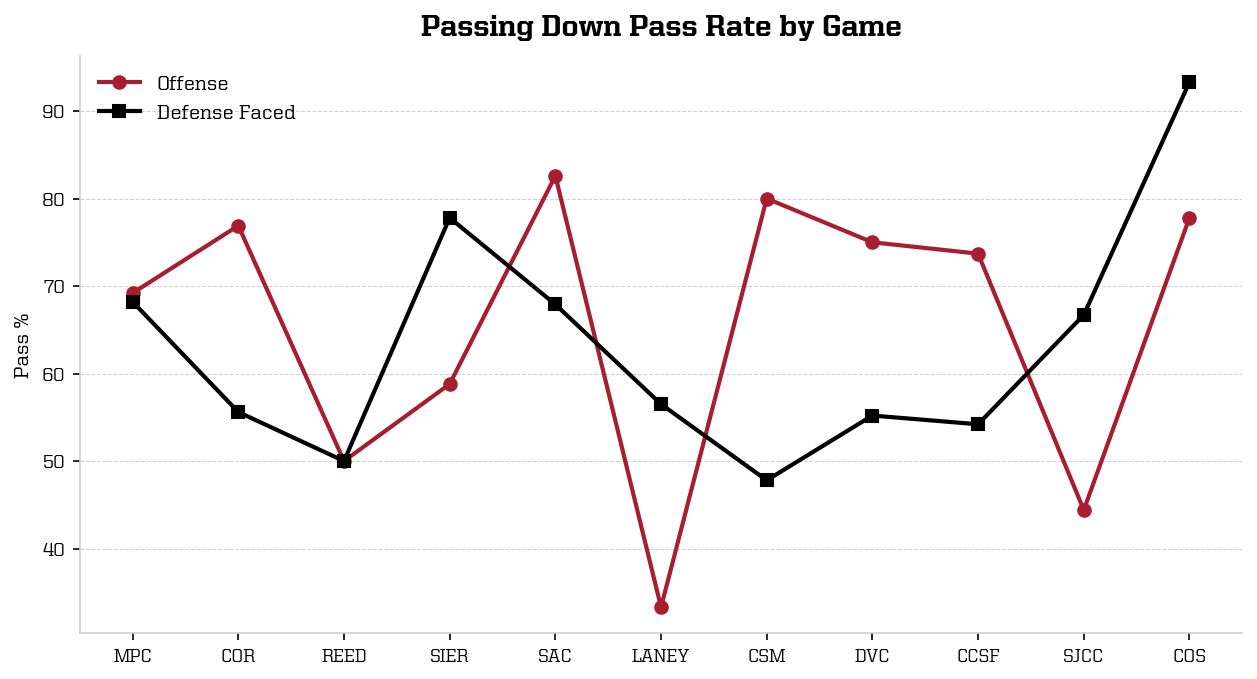 Passing Down Pass Rate by Game
Offense
Defense Faced
90
80
70
60
50
40
Pass %
MPC COR REED SIER SAC LANEY CSM DVC CCSF SJCC COS